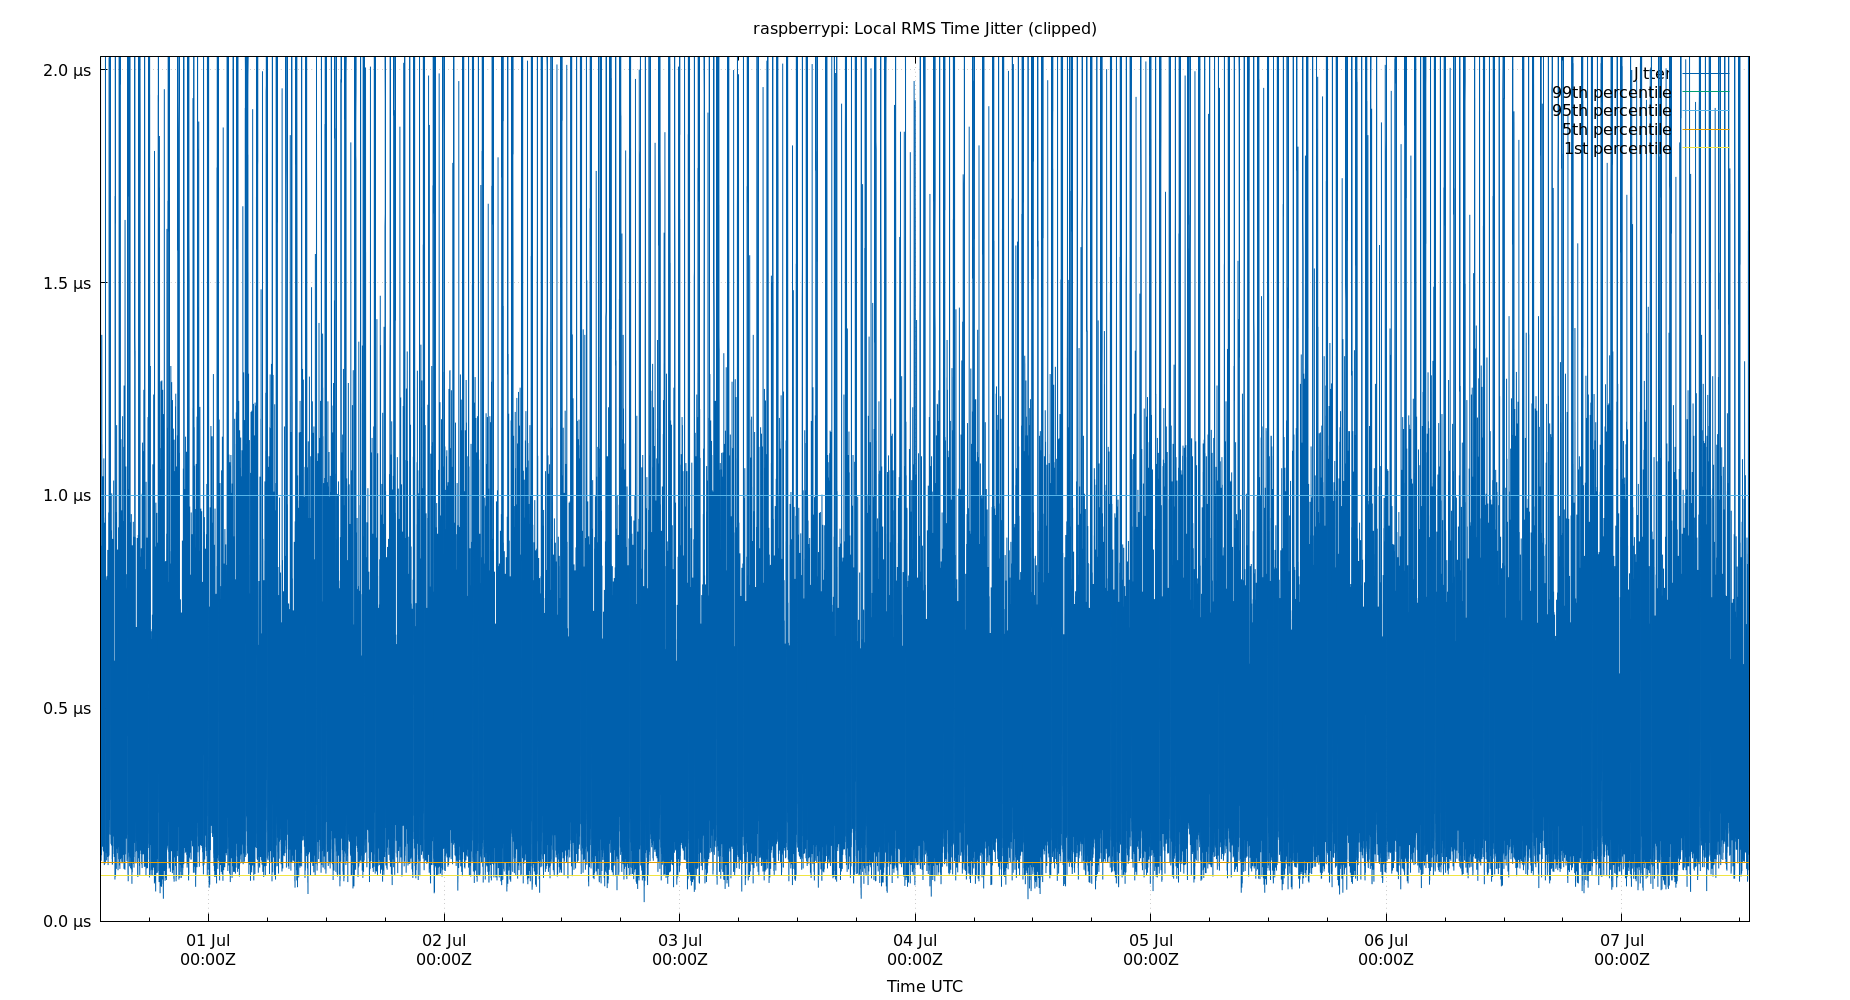 raspberrypi: Local RMS Time Jitter (clipped)
2.0 µs
1.5 µs
1.0 µs
0.5 µs
0.0 µs
Jitter
99th percentile
95th percentile
5th percentile
1st percentile
01 Jul
00:00Z
02 Jul
00:00Z
03 Jul
00:00Z
04 Jul
00:00Z
05 Jul
00:00Z
06 Jul
00:00Z
07 Jul
00:00Z
Time UTC